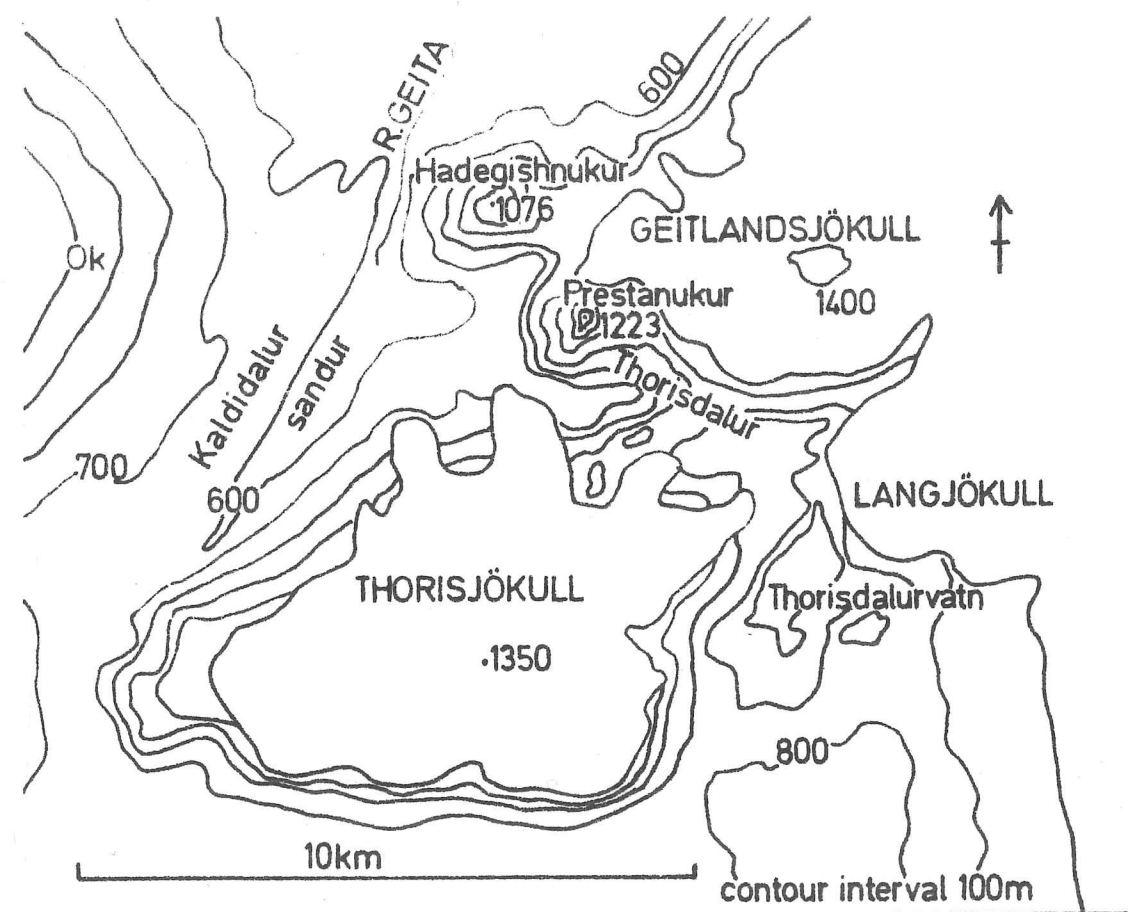 600
R. GEITA
Hadegishnukur
.1076
GEITLANDSJÖKULL
Ok
Prestanukur
1223
1400
Kaldidalur
sandur
Thorisdalur
700
600
LANGJÖKULL
THORISJÖKULL
Thorisdalurvatn
.1350
800
10km
contour interval 100m